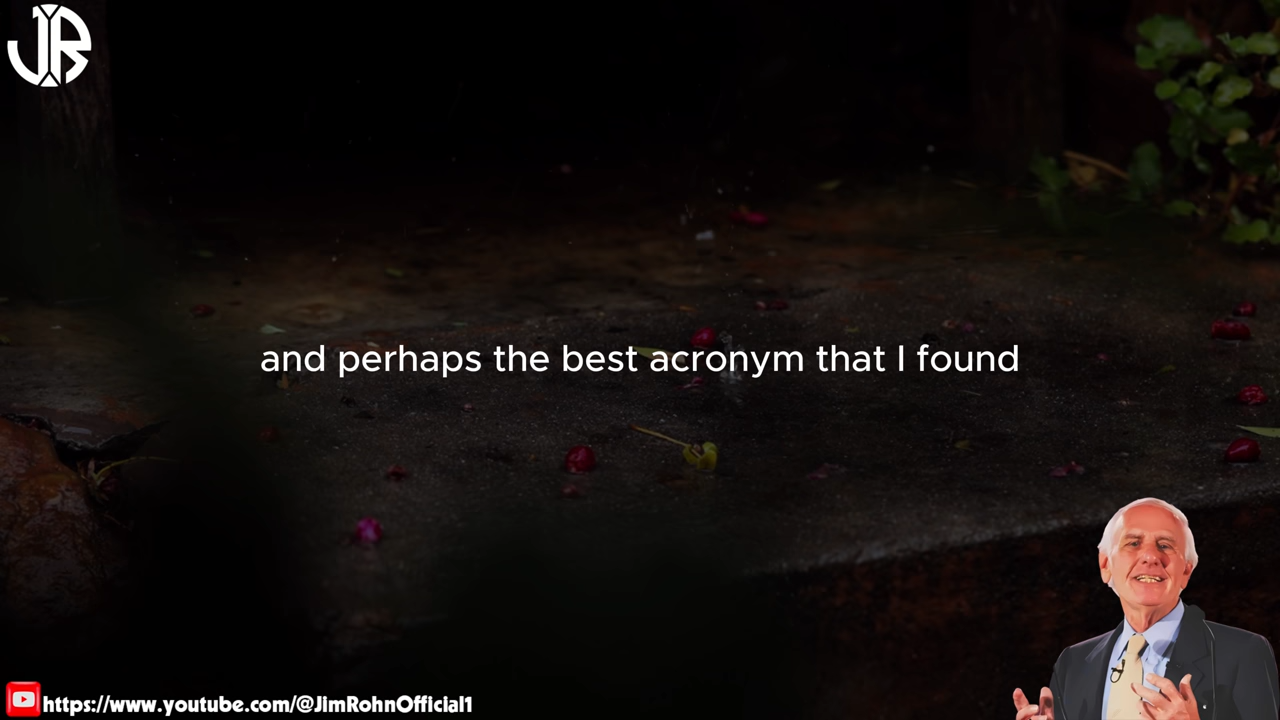 JR
and perhaps the best acronym that I found
https://www.youtube.com/@JimRohnOfficial1